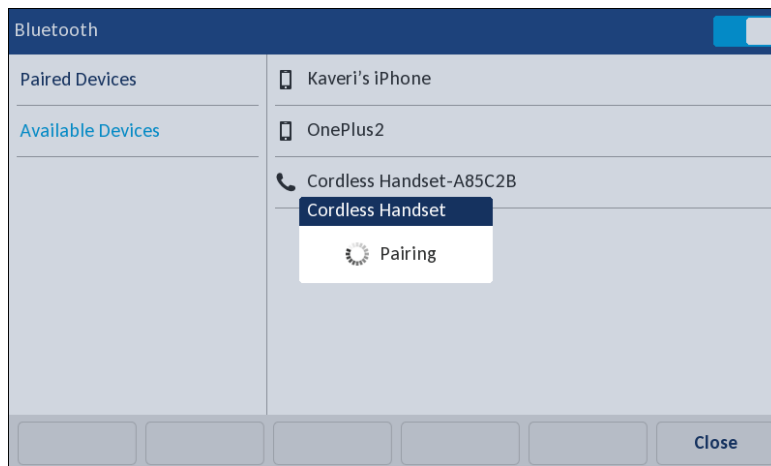 Bluetooth
Paired Devices
Available Devices
Kaveri's iPhone
OnePlus2
Cordless Handset-A85C2B
Cordless Handset
Pairing
Close